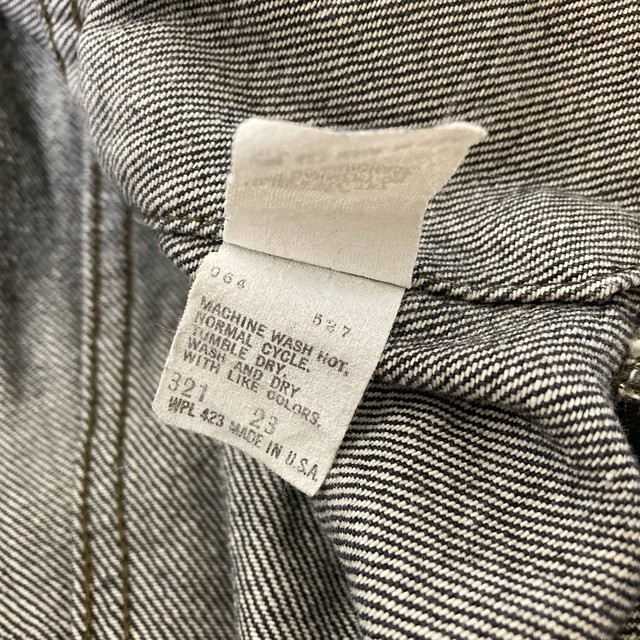 064 587
MACHINE WASH HOT.
NORMAL CYCLE.
TUMBLE DRY.
WASH AND DRY
WITH LIKE COLORS.
321 23
WPL 423 MADE IN U.S.A.